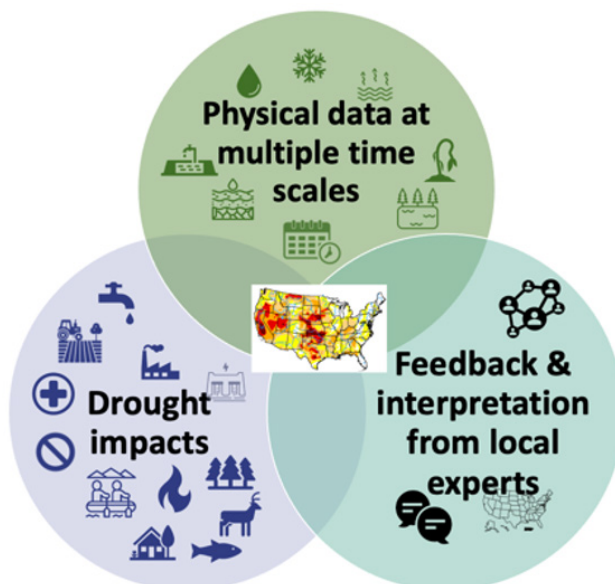 Physical data at
multiple time
scales
Drought
impacts
Feedback &
interpretation
from local
experts